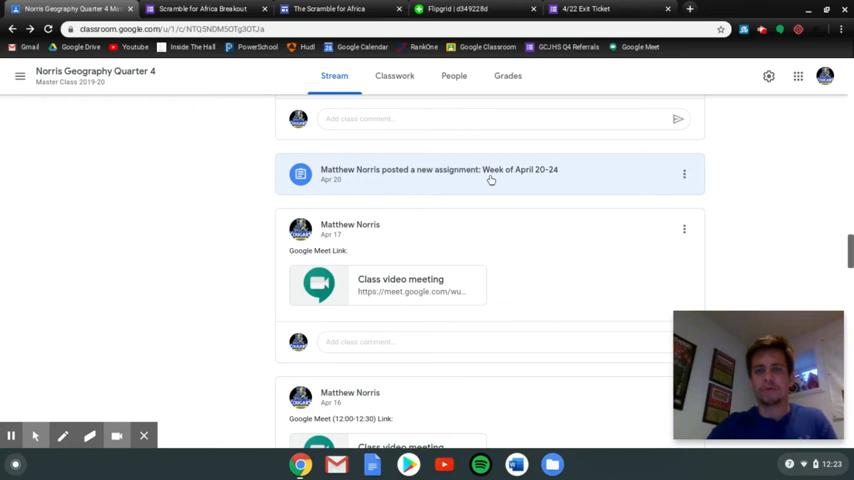 Norris Geography Quarter 4 Ma
Scramble for Africa Breakout
The Scramble for Africa
Flipgrid | d349228d
4/22 Exit Ticket
classroom.google.com/u/1/c/NTQ5NDM5OTg3OTJa
Gmail
Google Drive
Youtube
Inside The Hall
PowerSchool
Hudl
Google Calendar
RankOne
Google Classroom
GCJHS Q4 Referrals
Google Meet
Norris Geography Quarter 4
Master Class 2019-20
Stream
Classwork
People
Grades
Add class comment...
Matthew Norris posted a new assignment: Week of April 20-24
Apr 20
Matthew Norris
Apr 17
Google Meet Link:
Class video meeting
https://meet.google.com/wu...
Add class comment...
Matthew Norris
Apr 16
Google Meet (12:00-12:30) Link:
Class video meeting
12:23